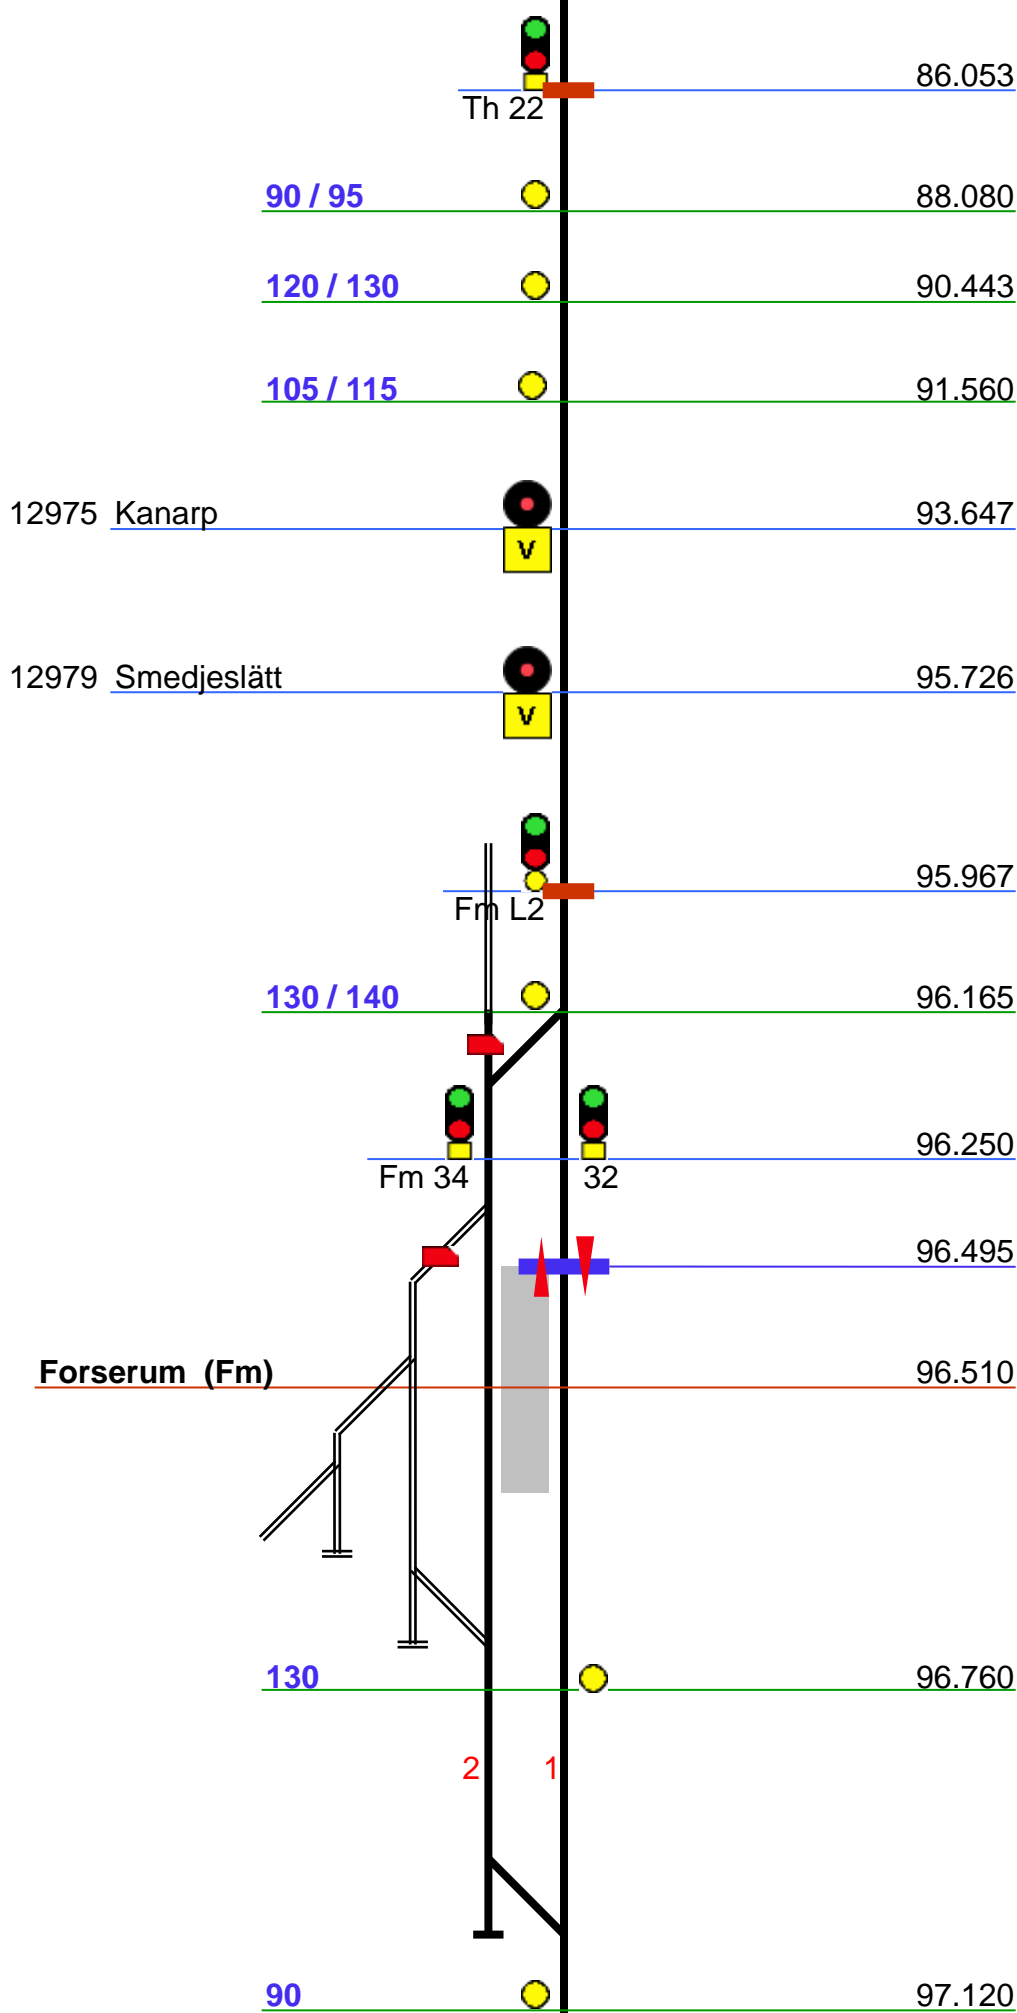 86.053
Th 22
90 / 95 88.080
120 / 130 90.443
105 / 115 91.560
12975 Kanarp 93.647
V
12979 Smedjeslätt 95.726
V
95.967
Fm L2
130 / 140 96.165
96.250
Fm 34 32
96.495
Forserum (Fm) 96.510
130 96.760
2 1
90 97.120